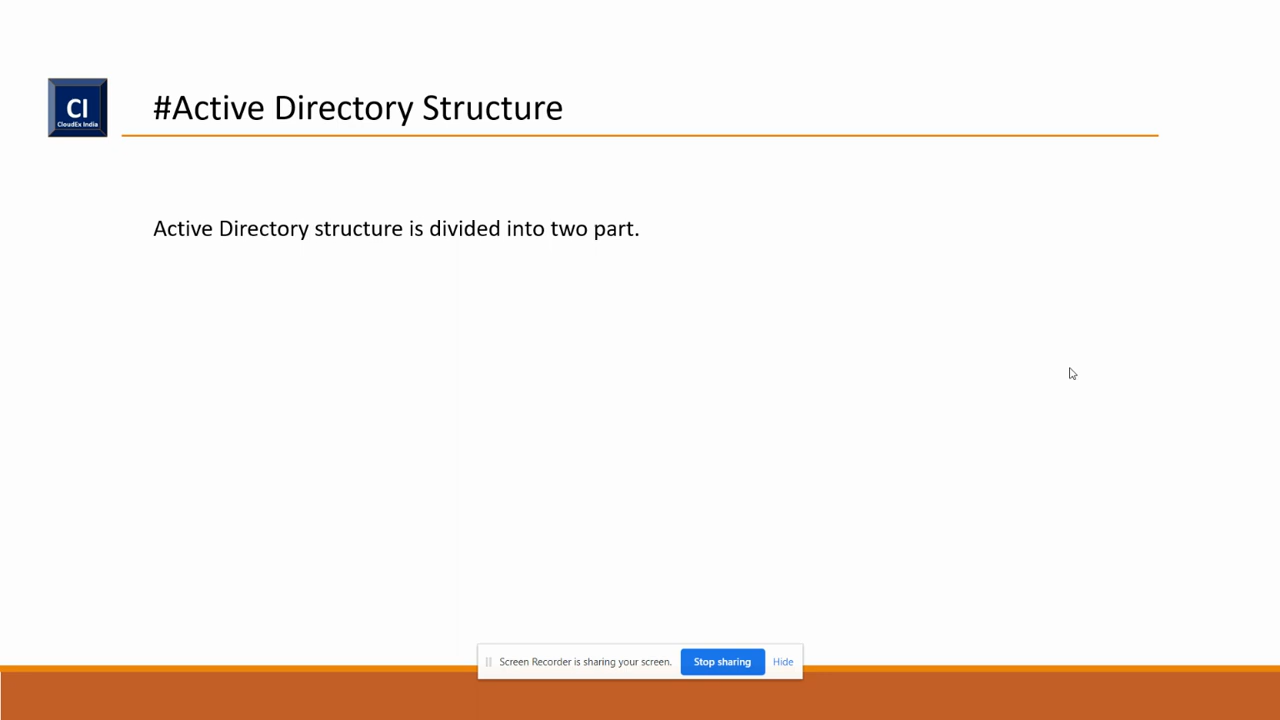 CI
CloudEx India
#Active Directory Structure
Active Directory structure is divided into two part.
Screen Recorder is sharing your screen. Stop sharing Hide